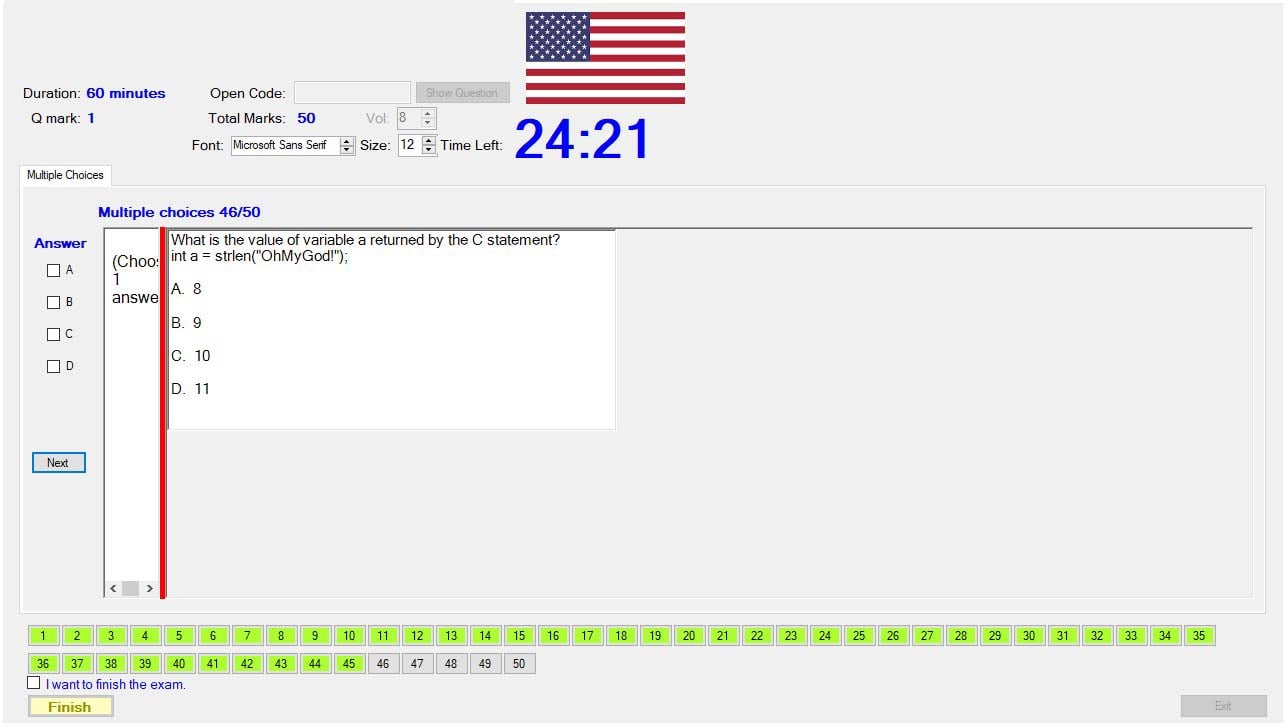 Duration: 60 minutes Open Code: Show Question
Q mark: 1 Total Marks: 50 Vol: 8
Font: Microsoft Sans Serif Size: 12 Time Left: 24:21
Multiple Choices
Multiple choices 46/50
Answer
A
B
C
D
Next
(Choos
1
answe
What is the value of variable a returned by the C statement?
int a = strlen("OhMyGod!");
A. 8
B. 9
C. 10
D. 11
1 2 3 4 5 6 7 8 9 10 11 12 13 14 15 16 17 18 19 20 21 22 23 24 25 26 27 28 29 30 31 32 33 34 35
36 37 38 39 40 41 42 43 44 45 46 47 48 49 50
I want to finish the exam.
Finish Exit